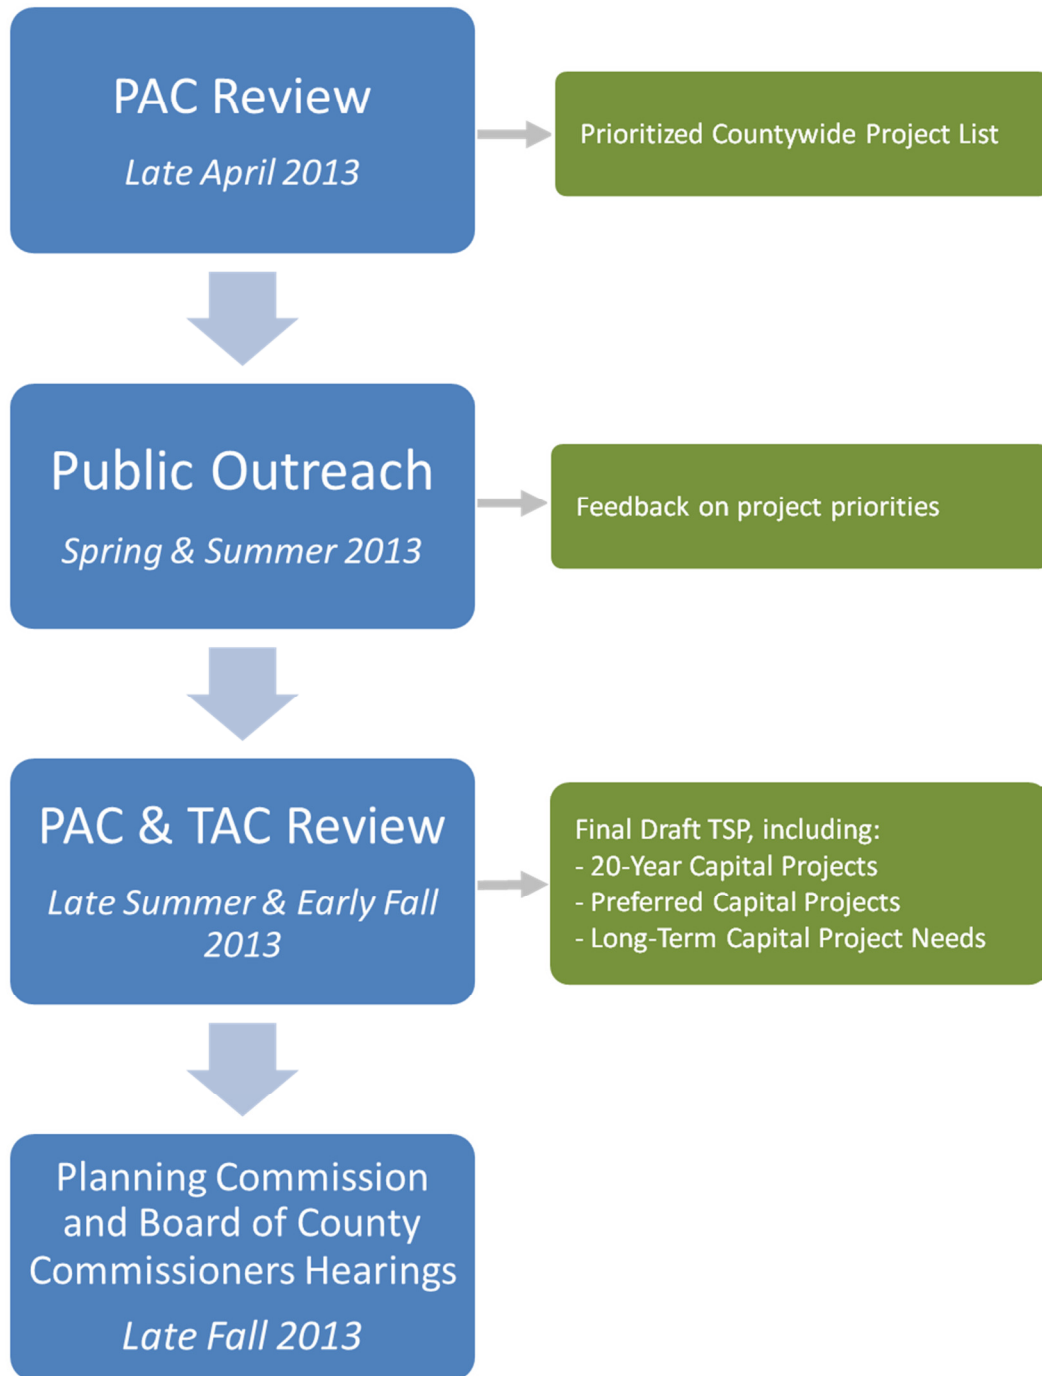 PAC Review
Late April 2013
Prioritized Countywide Project List
Public Outreach
Spring & Summer 2013
Feedback on project priorities
PAC & TAC Review
Late Summer & Early Fall
2013
Final Draft TSP, including:
- 20-Year Capital Projects
- Preferred Capital Projects
- Long-Term Capital Project Needs
Planning Commission
and Board of County
Commissioners Hearings
Late Fall 2013